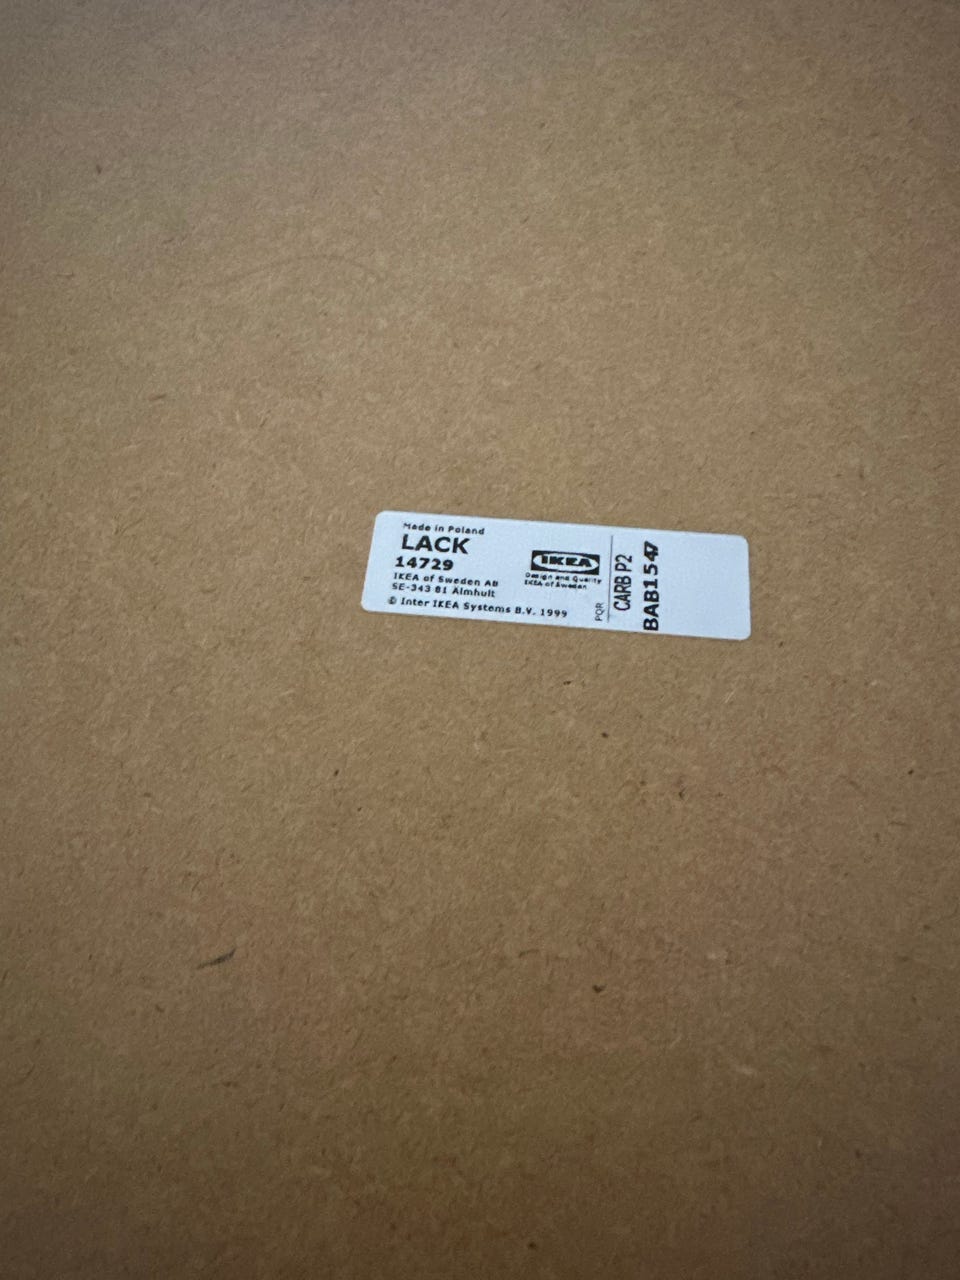 Made in Poland
LACK
14729
IKEA of Sweden AB
SE-343 81 Älmhult
© Inter IKEA Systems B.V. 1999
IKEA
Design and Quality
IKEA of Sweden
PQR
CARB P2
BAB1547